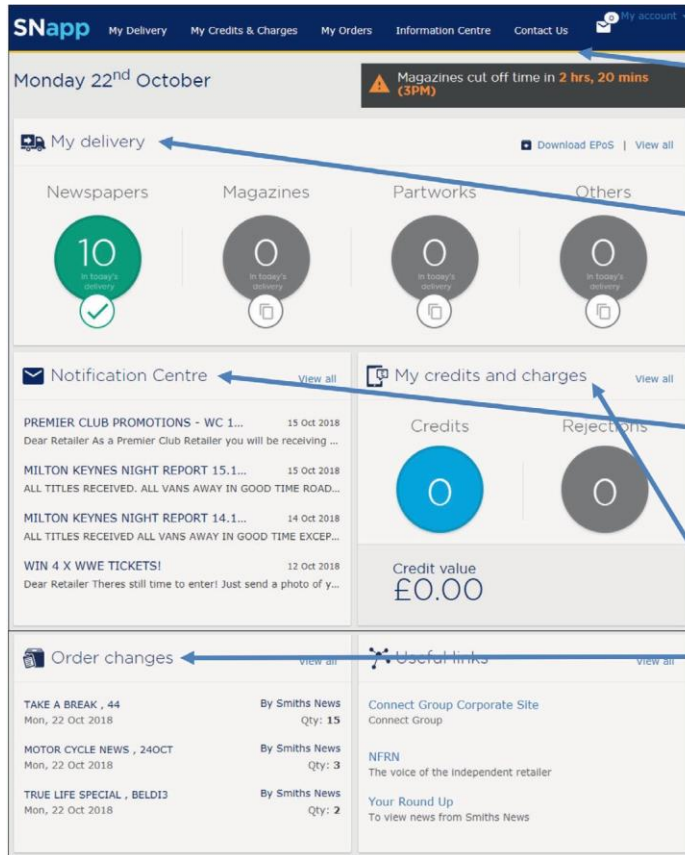 SNapp My Delivery My Credits & Charges My Orders Information Centre Contact Us 0 My account
Monday 22nd October
Magazines cut off time in 2 hrs, 20 mins
(3PM)
My delivery
Download EPoS | View all
Newspapers Magazines Partworks Others
10 0 0 0
In today's In today's In today's In today's
delivery delivery delivery delivery
Notification Centre View all
PREMIER CLUB PROMOTIONS - WC 1... 15 Oct 2018
Dear Retailer As a Premier Club Retailer you will be receiving ...
MILTON KEYNES NIGHT REPORT 15.1... 15 Oct 2018
ALL TITLES RECEIVED. ALL VANS AWAY IN GOOD TIME ROAD...
MILTON KEYNES NIGHT REPORT 14.1... 14 Oct 2018
ALL TITLES RECEIVED ALL VANS AWAY IN GOOD TIME EXCEP...
WIN 4 X WWE TICKETS! 12 Oct 2018
Dear Retailer Theres still time to enter! Just send a photo of y...
My credits and charges View all
Credits Rejections
0 0
Credit value
£0.00
Order changes View all
TAKE A BREAK , 44 By Smiths News
Mon, 22 Oct 2018 Qty: 15
MOTOR CYCLE NEWS , 24OCT By Smiths News
Mon, 22 Oct 2018 Qty: 3
TRUE LIFE SPECIAL , BELDI3 By Smiths News
Mon, 22 Oct 2018 Qty: 2
Useful links View all
Connect Group Corporate Site
Connect Group
NFRN
The voice of the independent retailer
Your Round Up
To view news from Smiths News